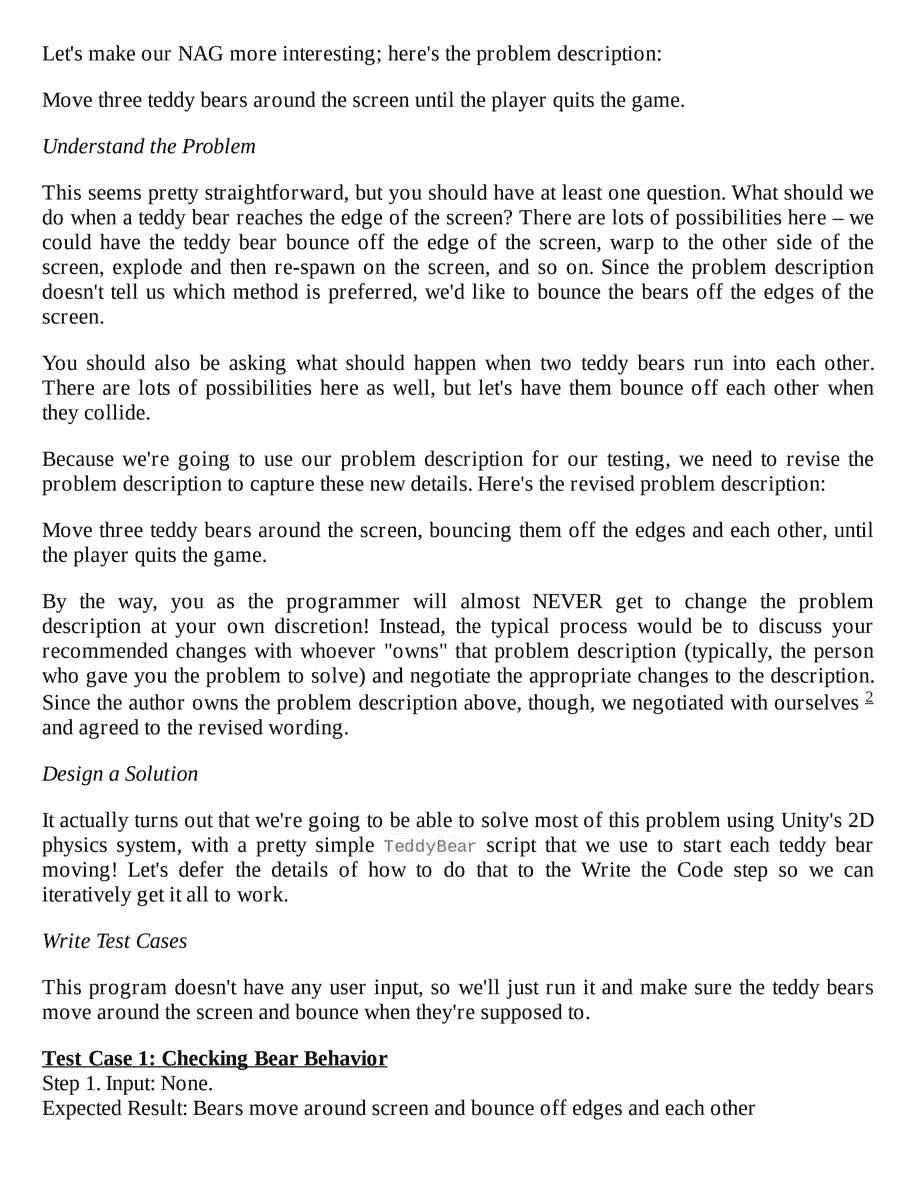 Let's make our NAG more interesting; here's the problem description:
Move three teddy bears around the screen until the player quits the game.
Understand the Problem
This seems pretty straightforward, but you should have at least one question. What should we
do when a teddy bear reaches the edge of the screen? There are lots of possibilities here – we
could have the teddy bear bounce off the edge of the screen, warp to the other side of the
screen, explode and then re-spawn on the screen, and so on. Since the problem description
doesn't tell us which method is preferred, we'd like to bounce the bears off the edges of the
screen.
You should also be asking what should happen when two teddy bears run into each other.
There are lots of possibilities here as well, but let's have them bounce off each other when
they collide.
Because we're going to use our problem description for our testing, we need to revise the
problem description to capture these new details. Here's the revised problem description:
Move three teddy bears around the screen, bouncing them off the edges and each other, until
the player quits the game.
By the way, you as the programmer will almost NEVER get to change the problem
description at your own discretion! Instead, the typical process would be to discuss your
recommended changes with whoever "owns" that problem description (typically, the person
who gave you the problem to solve) and negotiate the appropriate changes to the description.
Since the author owns the problem description above, though, we negotiated with ourselves 2
and agreed to the revised wording.
Design a Solution
It actually turns out that we're going to be able to solve most of this problem using Unity's 2D
physics system, with a pretty simple TeddyBear script that we use to start each teddy bear
moving! Let's defer the details of how to do that to the Write the Code step so we can
iteratively get it all to work.
Write Test Cases
This program doesn't have any user input, so we'll just run it and make sure the teddy bears
move around the screen and bounce when they're supposed to.
Test Case 1: Checking Bear Behavior
Step 1. Input: None.
Expected Result: Bears move around screen and bounce off edges and each other